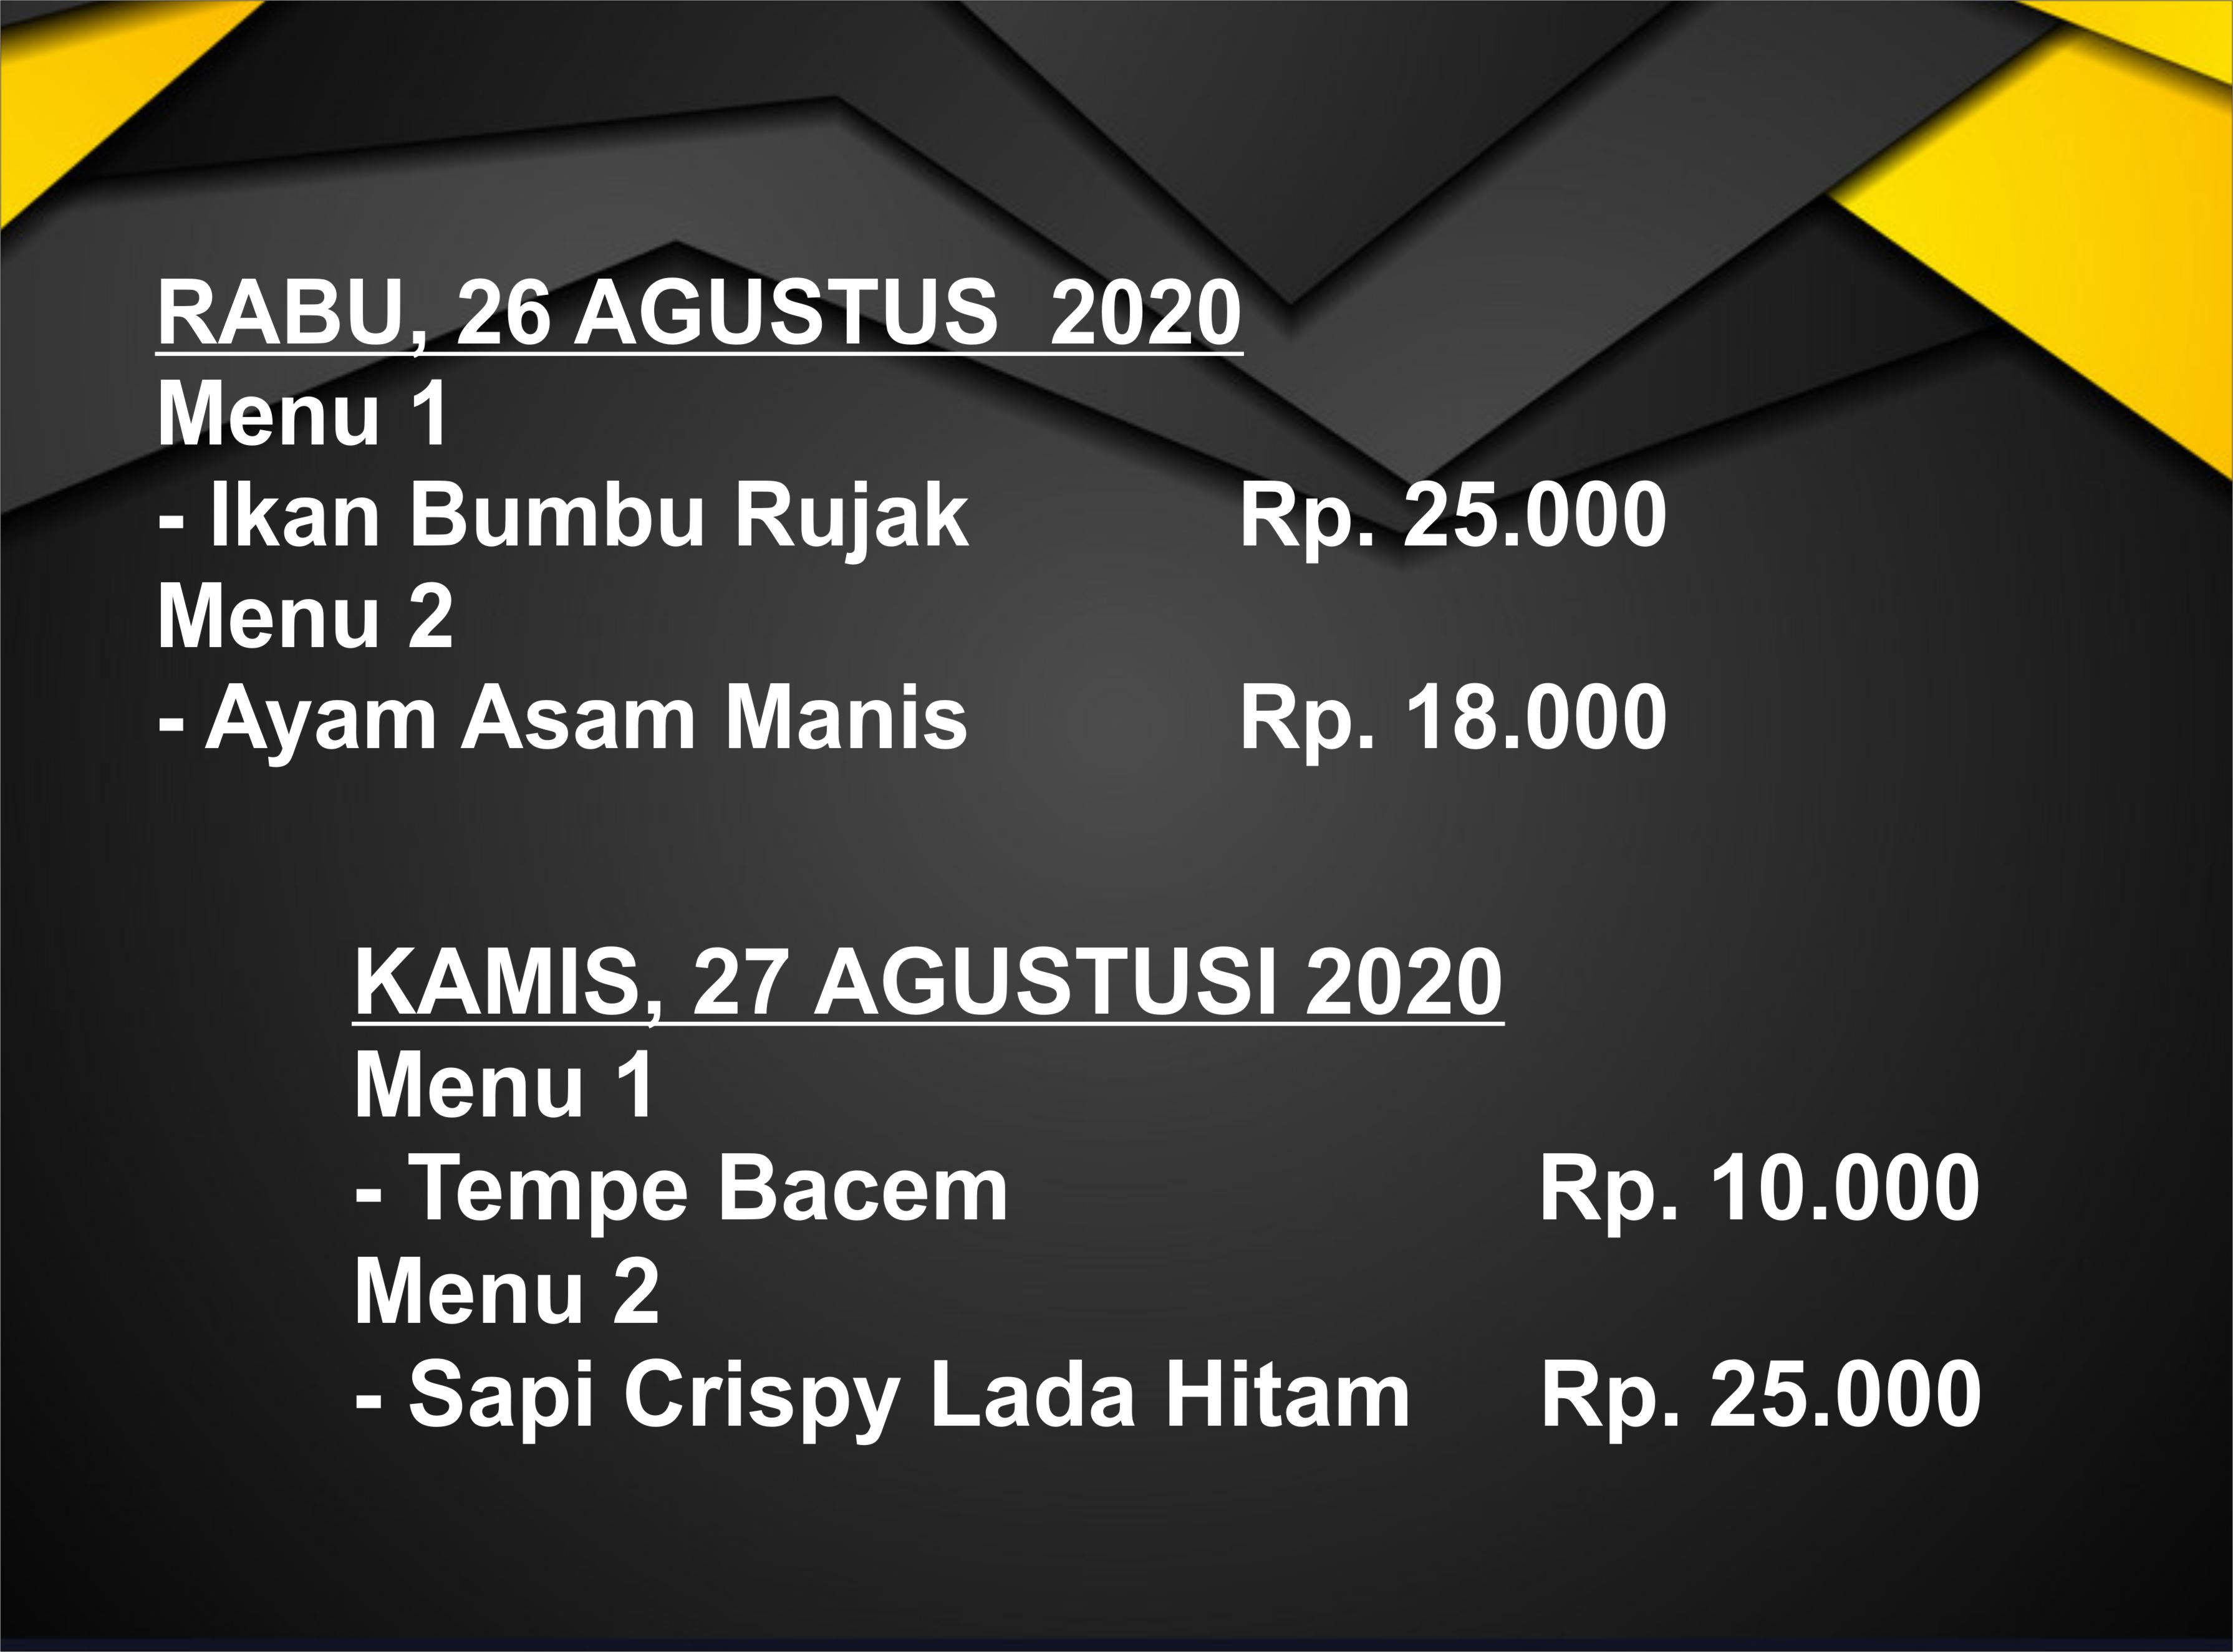 RABU, 26 AGUSTUS  2020
Menu 1
- Ikan Bumbu Rujak Rp. 25.000
Menu 2
- Ayam Asam Manis Rp. 18.000
KAMIS, 27 AGUSTUSI 2020
Menu 1
- Tempe Bacem Rp. 10.000
Menu 2
- Sapi Crispy Lada Hitam Rp. 25.000